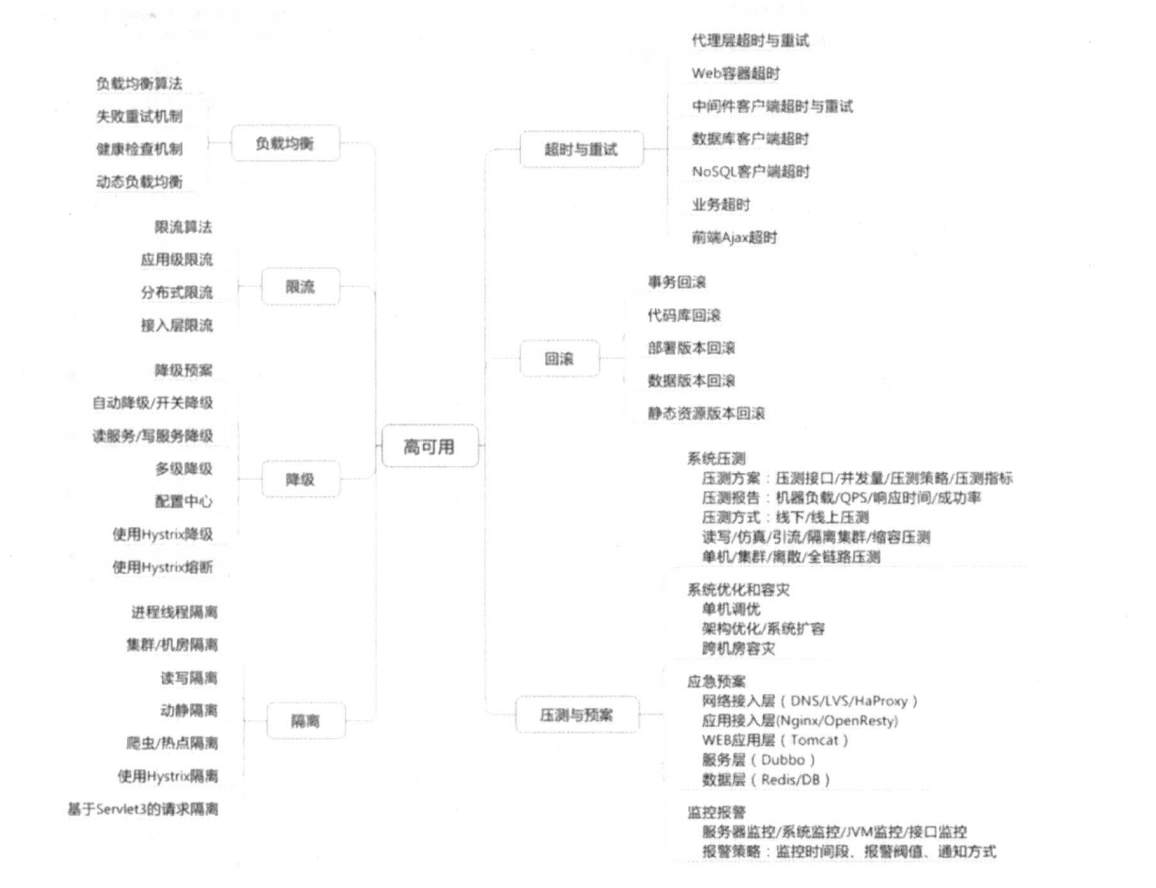 负载均衡算法
失败重试机制
健康检查机制
动态负载均衡
负载均衡
限流算法
应用级限流
分布式限流
接入层限流
限流
降级预案
自动降级/开关降级
读服务/写服务降级
多级降级
配置中心
使用Hystrix降级
使用Hystrix熔断
降级
进程线程隔离
集群/机房隔离
读写隔离
动静隔离
爬虫/热点隔离
使用Hystrix隔离
基于Servlet3的请求隔离
隔离
高可用
超时与重试
代理层超时与重试
Web容器超时
中间件客户端超时与重试
数据库客户端超时
NoSQL客户端超时
业务超时
前端Ajax超时
回滚
事务回滚
代码库回滚
部署版本回滚
数据版本回滚
静态资源版本回滚
压测与预案
系统压测
压测方案：压测接口/并发量/压测策略/压测指标
压测报告：机器负载/QPS/响应时间/成功率
压测方式：线下/线上压测
读写/仿真/引流/隔离集群/缩容压测
单机/集群/离散/全链路压测
系统优化和容灾
单机调优
架构优化/系统扩容
跨机房容灾
应急预案
网络接入层（DNS/LVS/HaProxy）
应用接入层(Nginx/OpenResty)
WEB应用层（Tomcat）
服务层（Dubbo）
数据层（Redis/DB）
监控报警
服务器监控/系统监控/JVM监控/接口监控
报警策略：监控时间段、报警阀值、通知方式